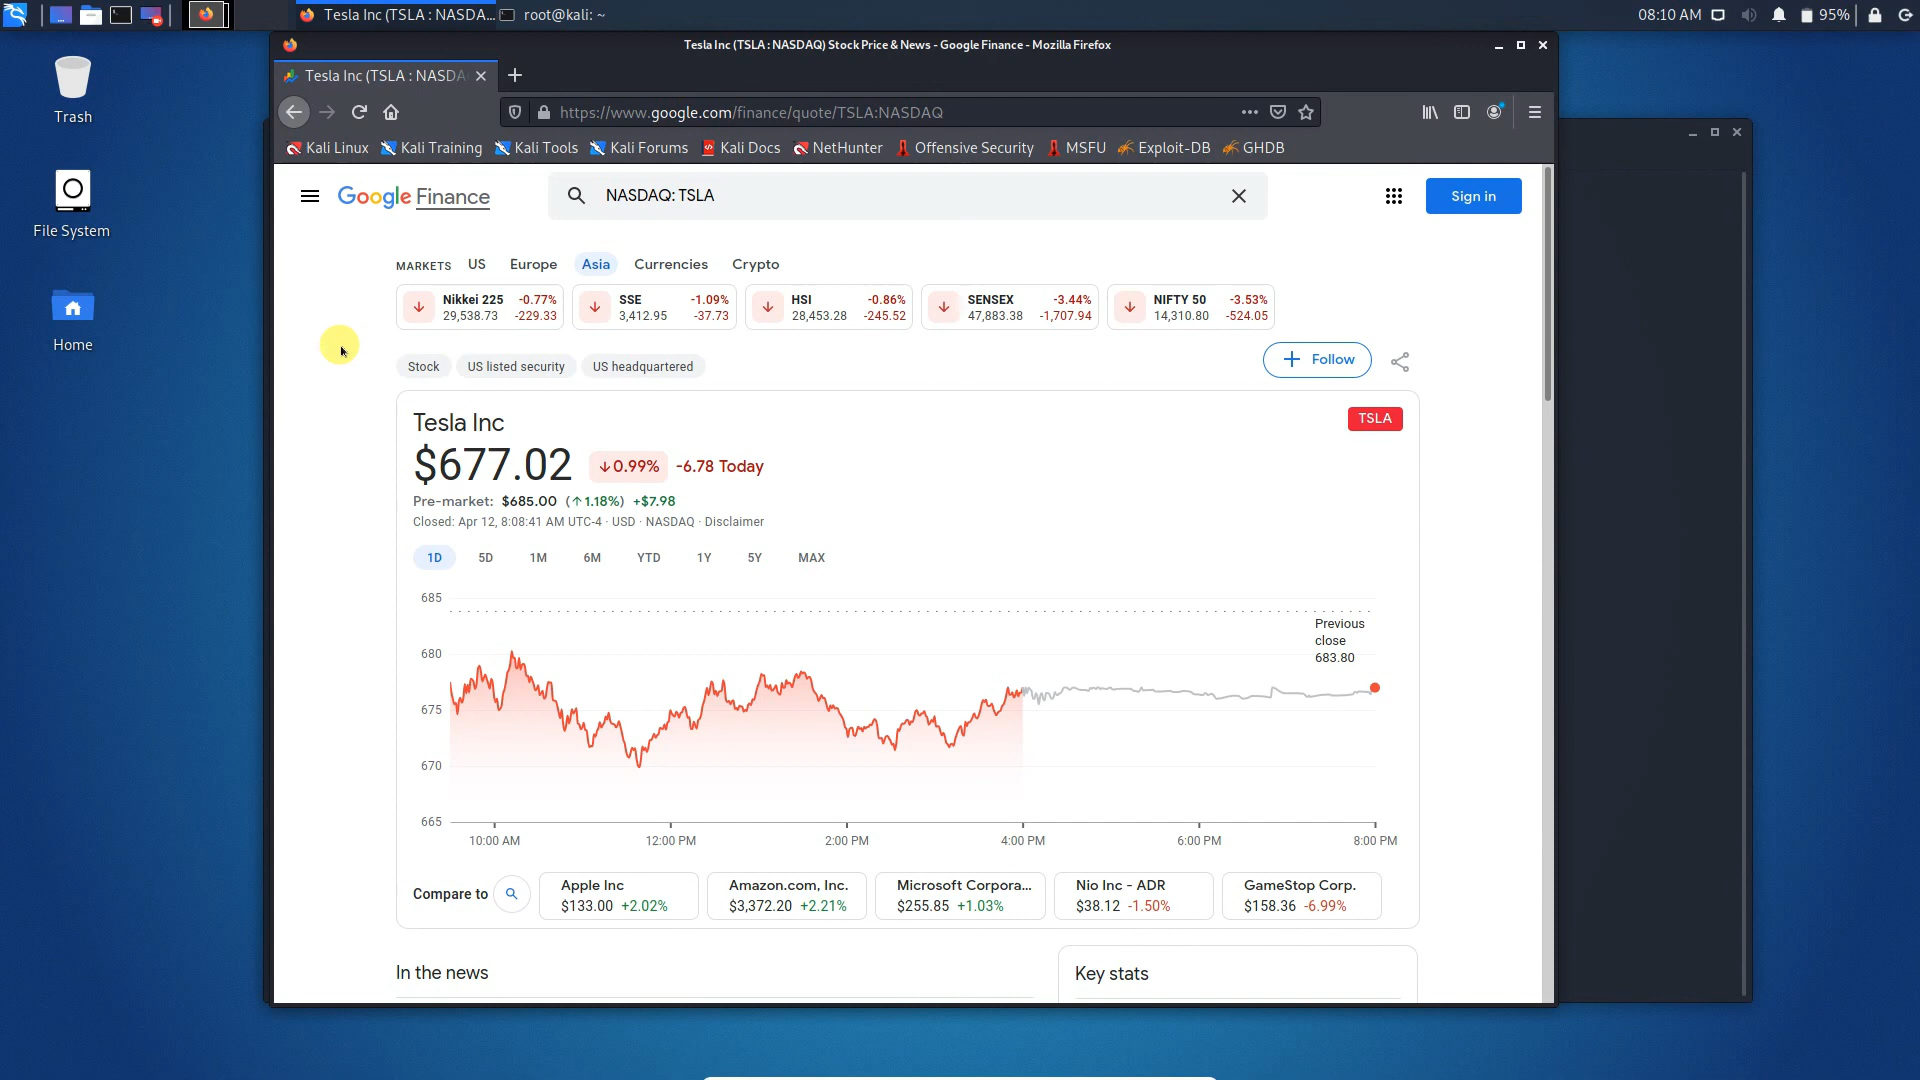 Tesla Inc (TSLA : NASDA... root@kali: ~ 08:10 AM 95%
Trash
File System
Home
Tesla Inc (TSLA : NASDAQ) Stock Price & News - Google Finance - Mozilla Firefox
Tesla Inc (TSLA : NASDA
https://www.google.com/finance/quote/TSLA:NASDAQ
Kali Linux Kali Training Kali Tools Kali Forums Kali Docs NetHunter Offensive Security MSFU Exploit-DB GHDB
Google Finance NASDAQ: TSLA Sign in
MARKETS US Europe Asia Currencies Crypto
Nikkei 225 -0.77% SSE -1.09% HSI -0.86% SENSEX -3.44% NIFTY 50 -3.53%
29,538.73 -229.33 3,412.95 -37.73 28,453.28 -245.52 47,883.38 -1,707.94 14,310.80 -524.05
Stock US listed security US headquartered Follow
Tesla Inc TSLA
$677.02 0.99% -6.78 Today
Pre-market: $685.00 (↑1.18%) +$7.98
Closed: Apr 12, 8:08:41 AM UTC-4 · USD · NASDAQ · Disclaimer
1D 5D 1M 6M YTD 1Y 5Y MAX
685
Previous
close
683.80
680
675
670
665
10:00 AM 12:00 PM 2:00 PM 4:00 PM 6:00 PM 8:00 PM
Compare to
Apple Inc Amazon.com, Inc. Microsoft Corpora... Nio Inc - ADR GameStop Corp.
$133.00 +2.02% $3,372.20 +2.21% $255.85 +1.03% $38.12 -1.50% $158.36 -6.99%
In the news Key stats